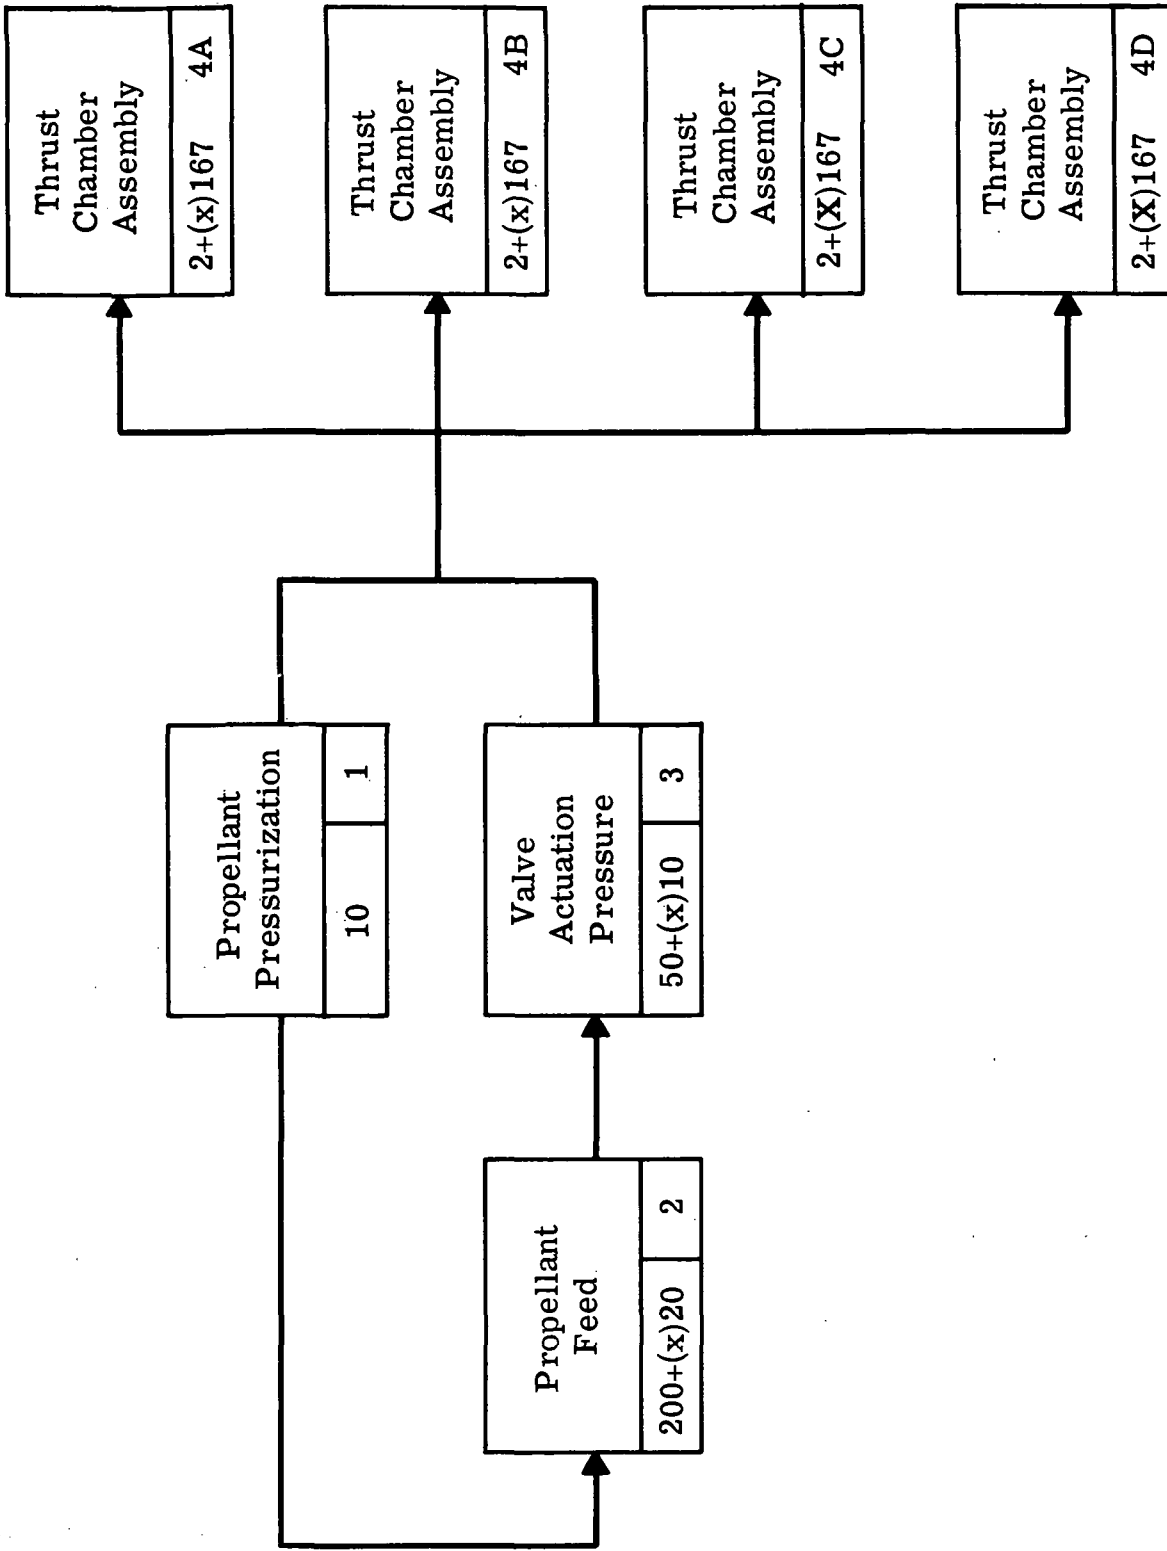 Propellant
Feed
200+(x)20 2
Propellant
Pressurization
10 1
Valve
Actuation
Pressure
50+(x)10 3
Thrust
Chamber
Assembly
2+(x)167 4A
Thrust
Chamber
Assembly
2+(x)167 4B
Thrust
Chamber
Assembly
2+(X)167 4C
Thrust
Chamber
Assembly
2+(X)167 4D